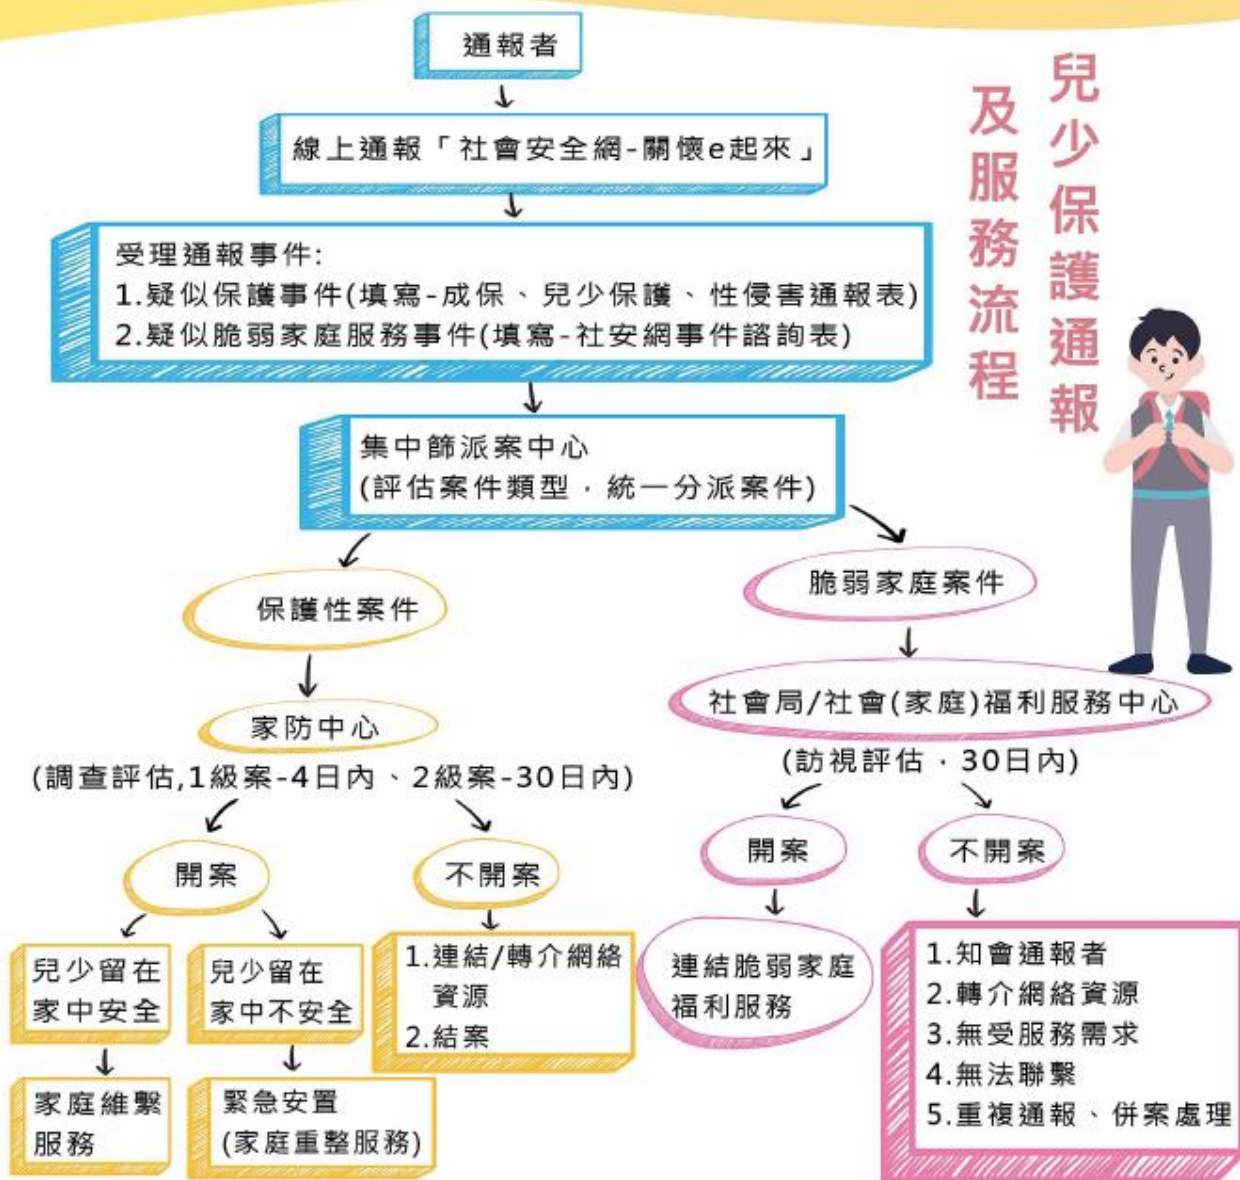 兒少保護通報
及服務流程
通報者
線上通報「社會安全網-關懷e起來」
受理通報事件:
1.疑似保護事件(填寫-成保、兒少保護、性侵害通報表)
2.疑似脆弱家庭服務事件(填寫-社安網事件諮詢表)
集中篩派案中心
(評估案件類型，統一分派案件)
保護性案件
家防中心
(調查評估,1級案-4日內、2級案-30日內)
開案
兒少留在
家中安全
家庭維繫
服務
兒少留在
家中不安全
緊急安置
(家庭重整服務)
不開案
1.連結/轉介網絡
資源
2.結案
脆弱家庭案件
社會局/社會(家庭)福利服務中心
(訪視評估，30日內)
開案
連結脆弱家庭
福利服務
不開案
1.知會通報者
2.轉介網絡資源
3.無受服務需求
4.無法聯繫
5.重複通報、併案處理